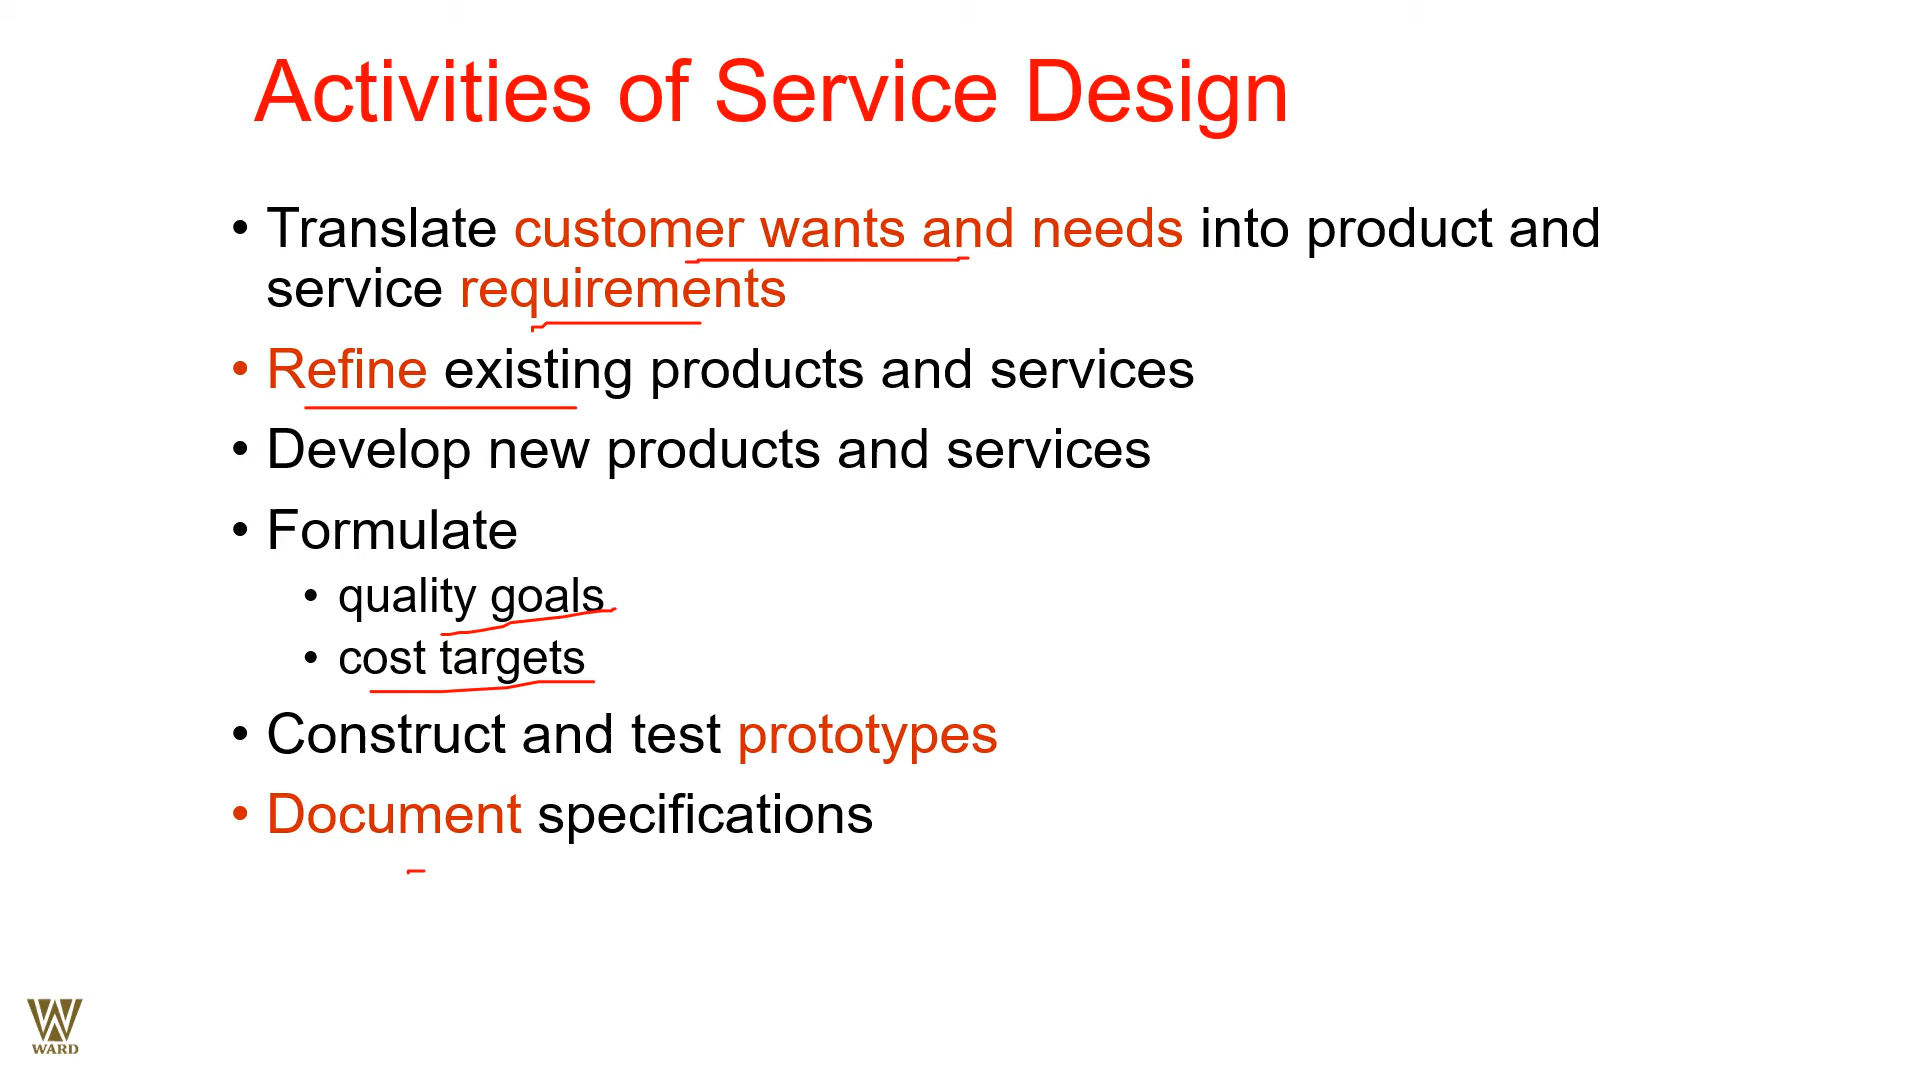 Activities of Service Design
• Translate customer wants and needs into product and
service requirements
• Refine existing products and services
• Develop new products and services
• Formulate
• quality goals
• cost targets
• Construct and test prototypes
• Document specifications
WARD